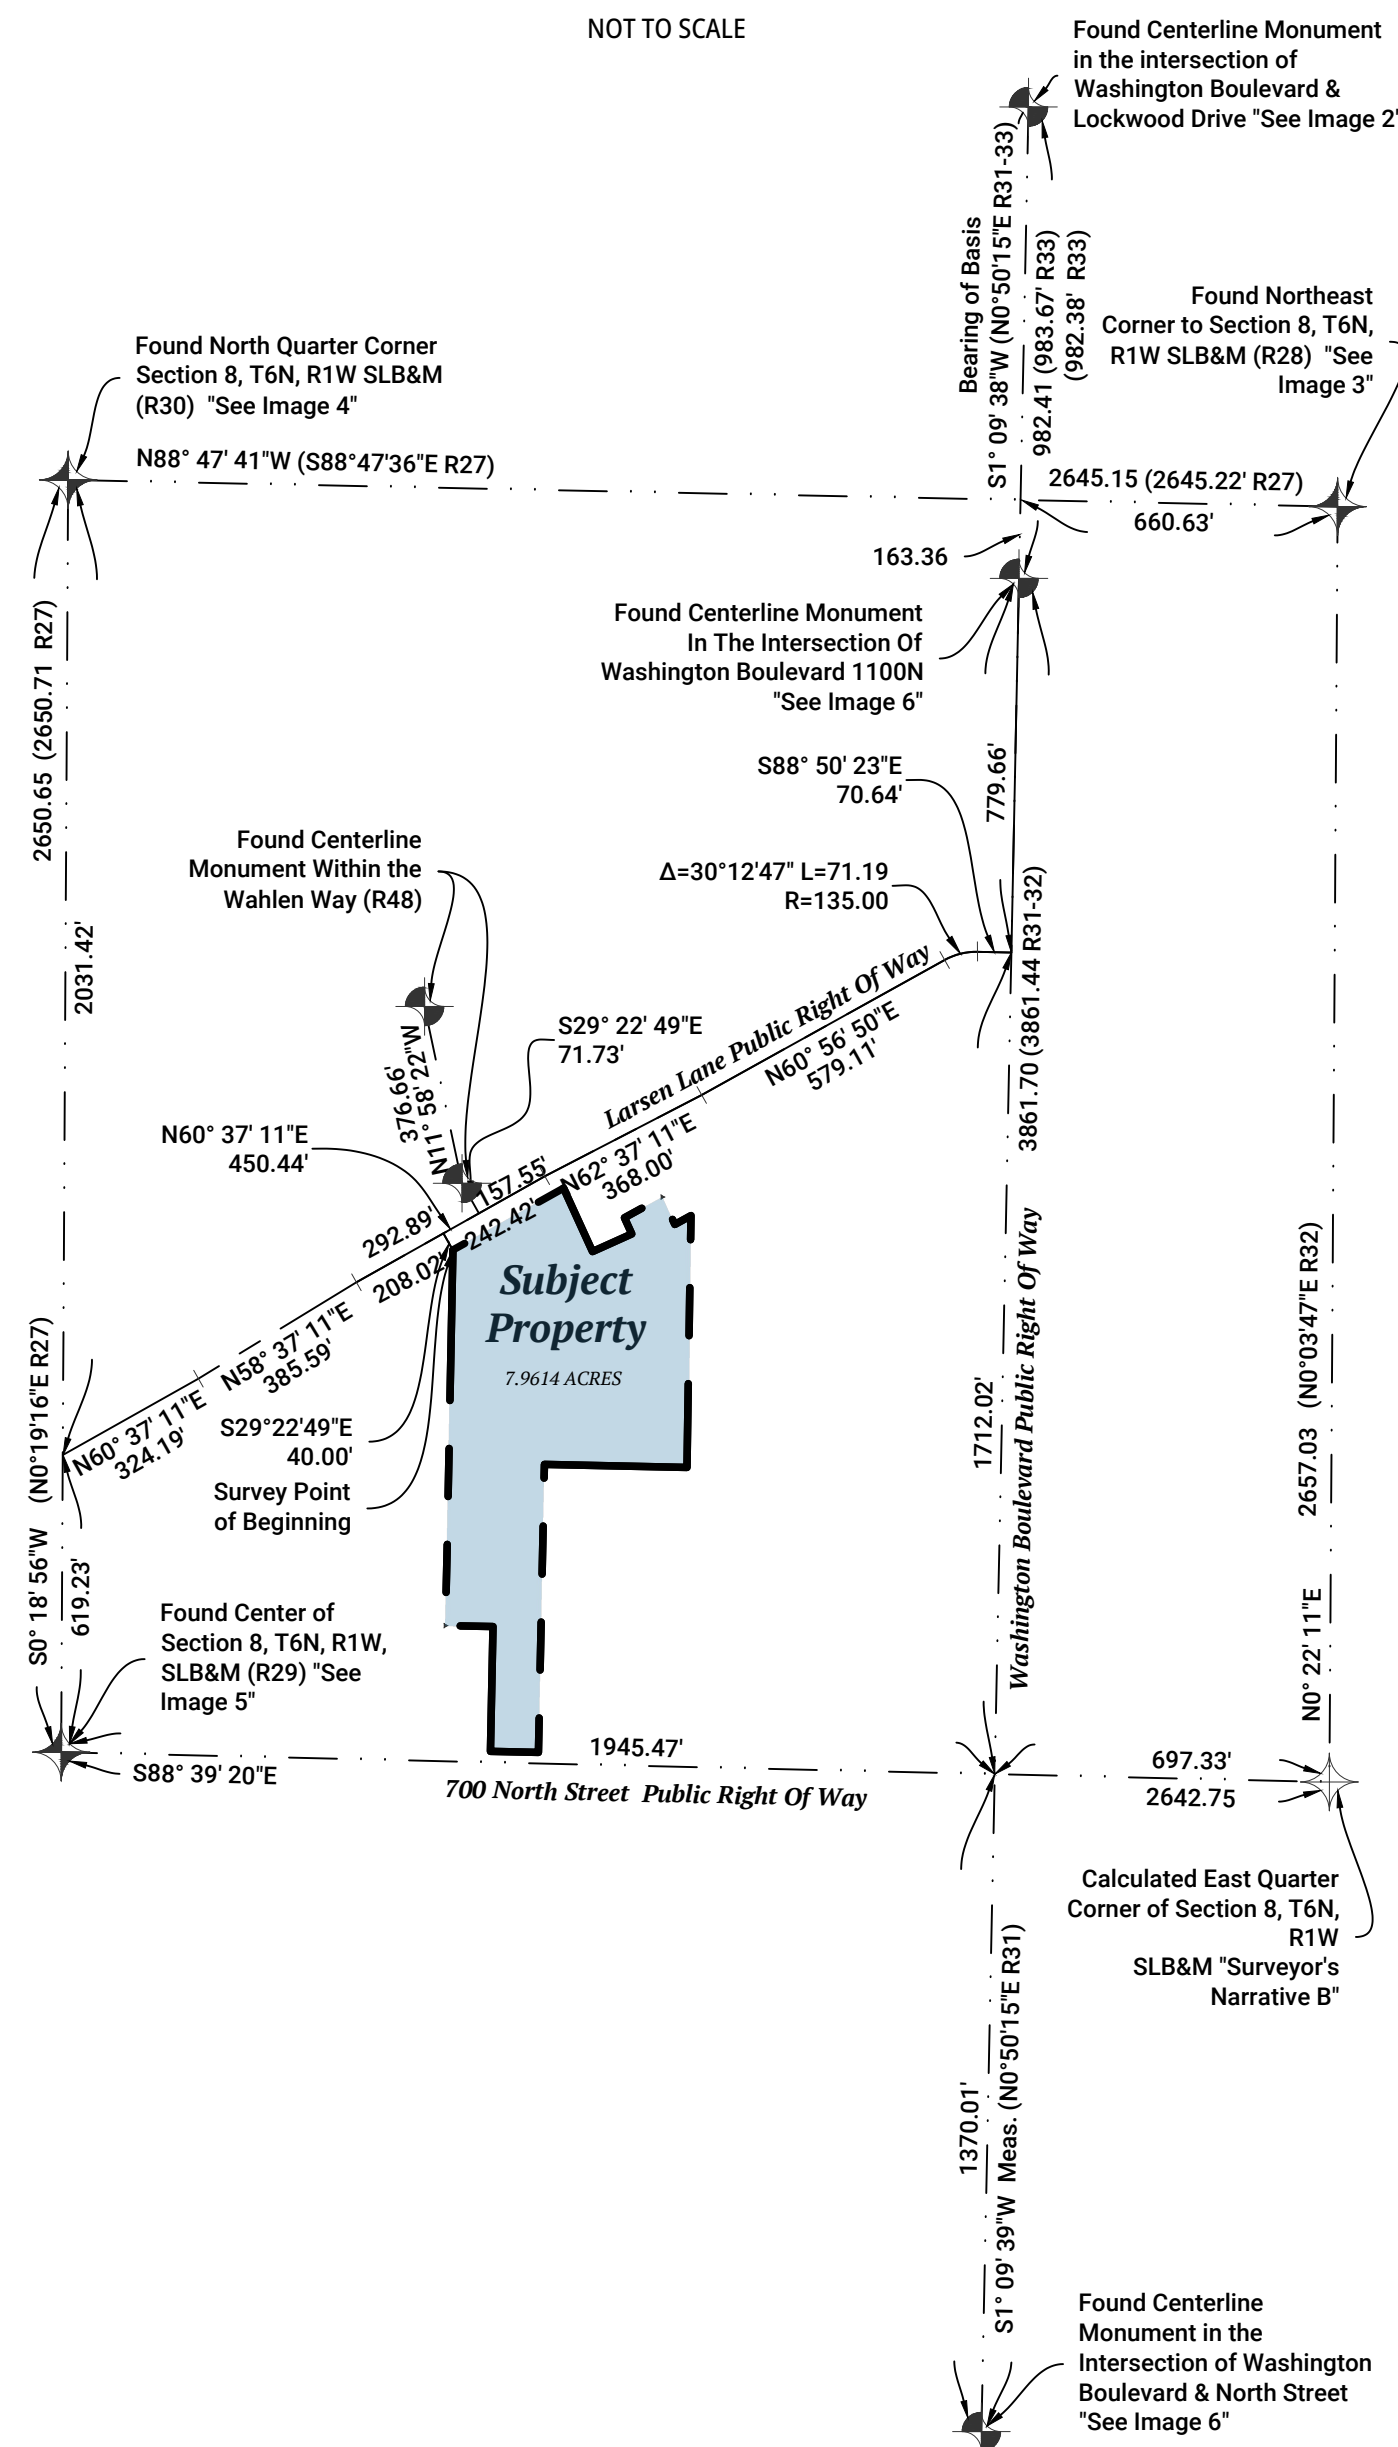 NOT TO SCALE
Found Centerline Monument
in the intersection of
Washington Boulevard &
Lockwood Drive "See Image 2"
Bearing of Basis
S1° 09' 38"W (N0°50'15"E R31-33)
982.41 (983.67' R33)
(982.38' R33)
Found Northeast
Corner to Section 8, T6N,
R1W SLB&M (R28) "See
Image 3"
Found North Quarter Corner
Section 8, T6N, R1W SLB&M
(R30) "See Image 4"
N88° 47' 41"W (S88°47'36"E R27)
2645.15 (2645.22' R27)
660.63'
163.36
Found Centerline Monument
In The Intersection Of
Washington Boulevard 1100N
"See Image 6"
2650.65 (2650.71 R27)
2031.42'
779.66'
S88° 50' 23"E
70.64'
Δ=30°12'47" L=71.19
R=135.00
Found Centerline
Monument Within the
Wahlen Way (R48)
3861.70 (3861.44 R31-32)
Larsen Lane Public Right Of Way
N60° 56' 50"E
579.11'
S29° 22' 49"E
71.73'
N11° 58' 22"W
376.66'
N60° 37' 11"E
450.44'
157.55'
N62° 37' 11"E
368.00'
292.89'
242.42'
208.02'
Subject
Property
7.9614 ACRES
N58° 37' 11"E
385.59'
N60° 37' 11"E
324.19'
S29°22'49"E
40.00'
Survey Point
of Beginning
S0° 18' 56"W (N0°19'16"E R27)
619.23'
1712.02'
Washington Boulevard Public Right Of Way
2657.03 (N0°03'47"E R32)
N0° 22' 11"E
Found Center of
Section 8, T6N, R1W,
SLB&M (R29) "See
Image 5"
S88° 39' 20"E
1945.47'
700 North Street Public Right Of Way
697.33'
2642.75
Calculated East Quarter
Corner of Section 8, T6N,
R1W
SLB&M "Surveyor's
Narrative B"
1370.01'
S1° 09' 39"W Meas. (N0°50'15"E R31)
Found Centerline
Monument in the
Intersection of Washington
Boulevard & North Street
"See Image 6"